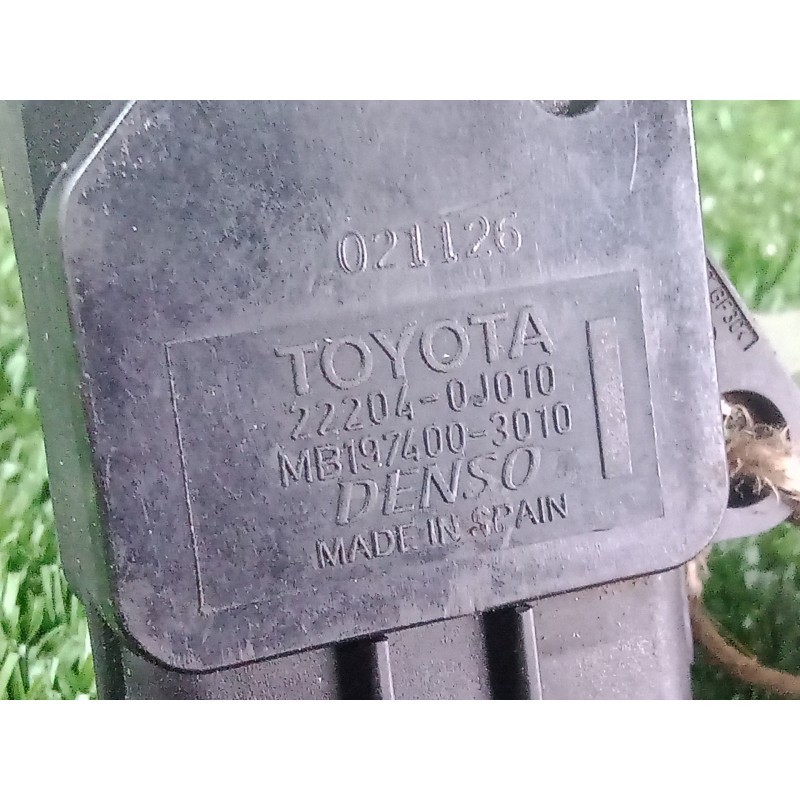 021126
TOYOTA
22204-0J010
MB197400-3010
DENSO
MADE IN SPAIN